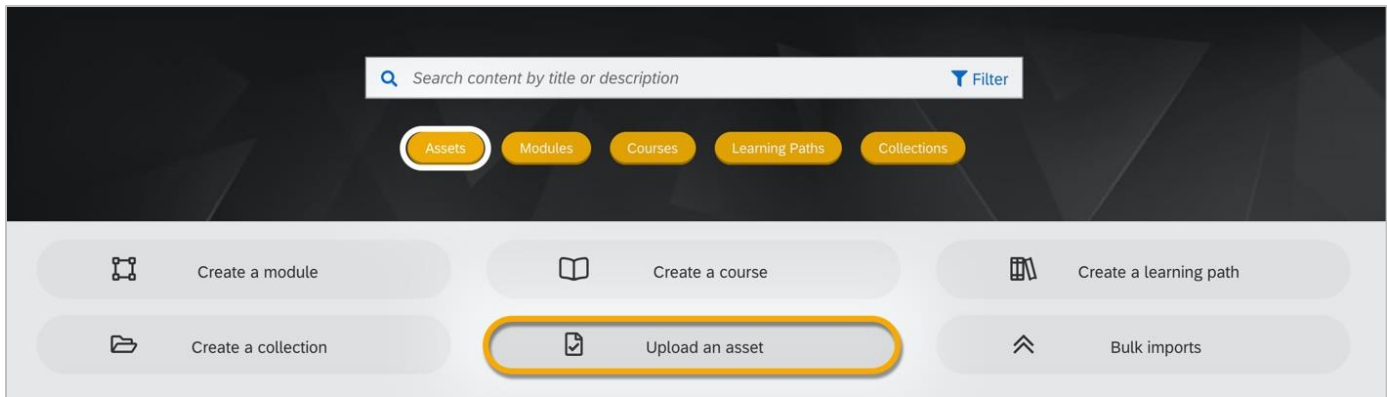 Search content by title or description Filter
Assets Modules Courses Learning Paths Collections
Create a module Create a course Create a learning path
Create a collection Upload an asset Bulk imports